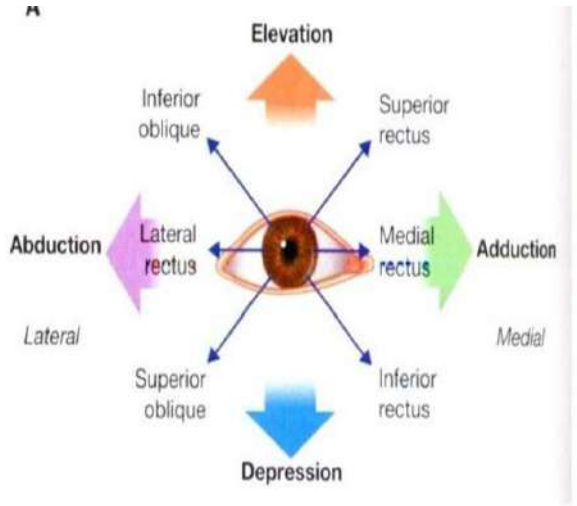 A
Elevation
Inferior
oblique
Superior
rectus
Abduction
Lateral
rectus
Medial
rectus
Adduction
Lateral
Medial
Superior
oblique
Inferior
rectus
Depression